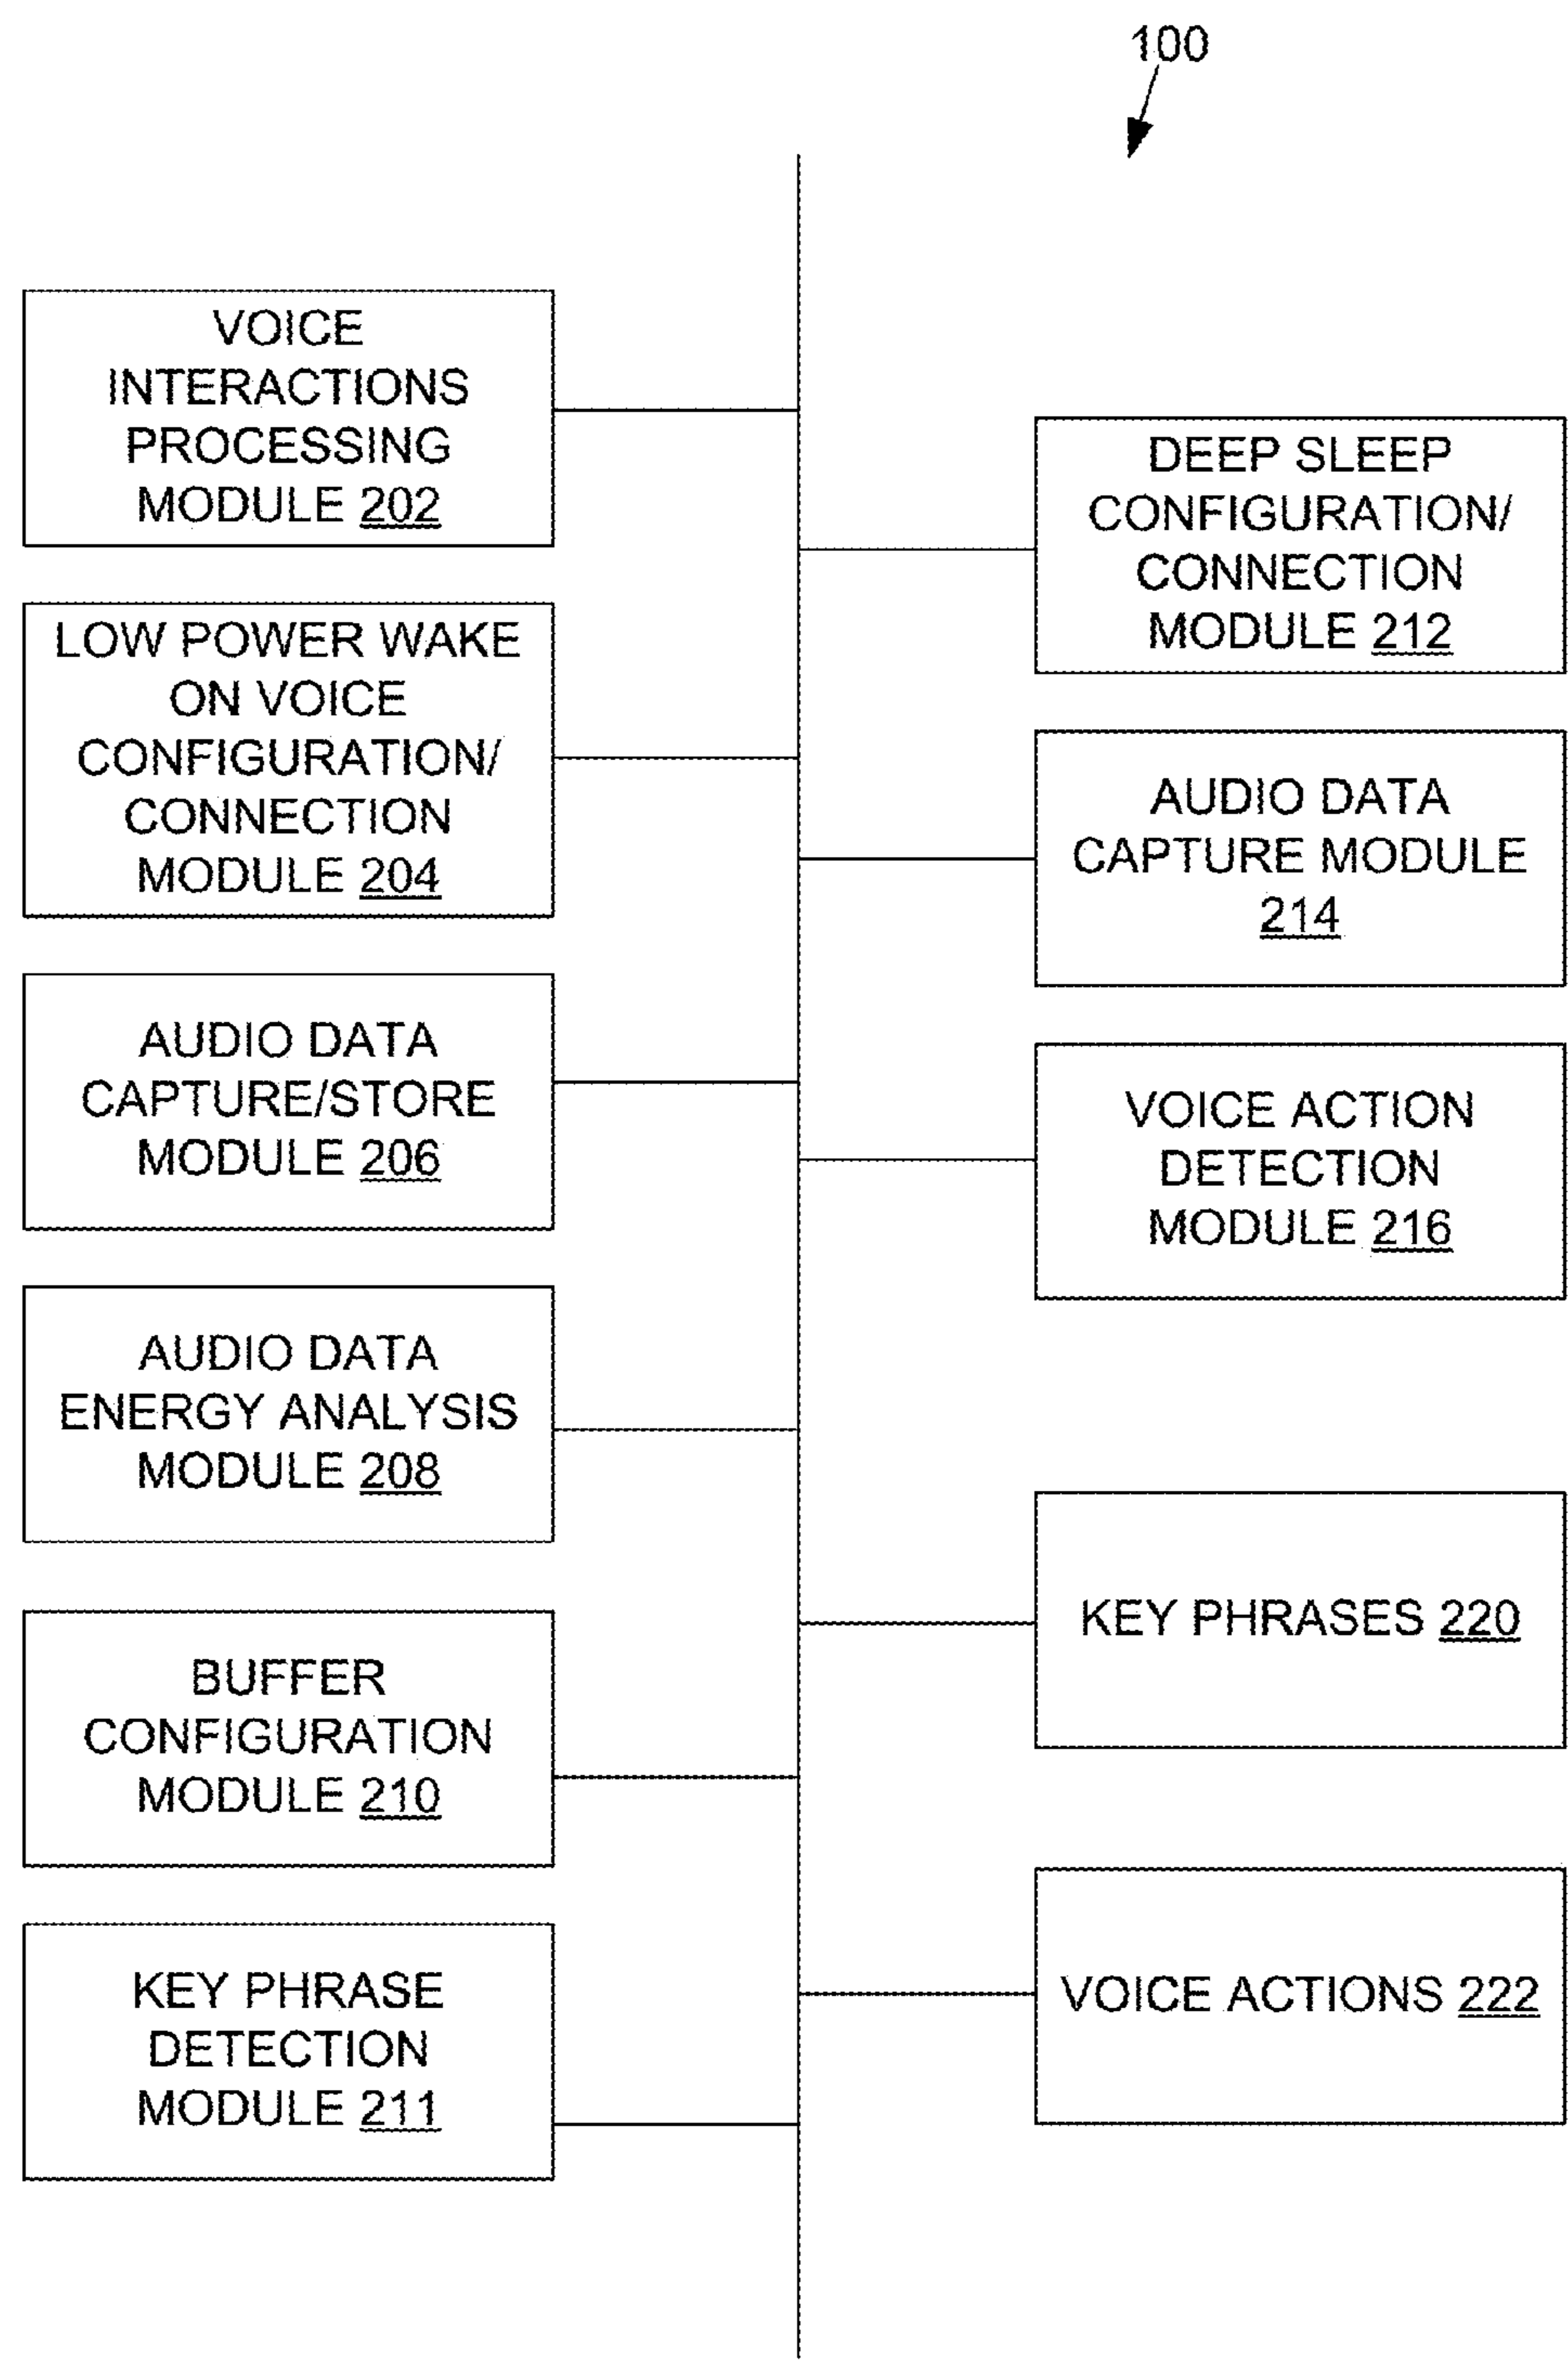 100
VOICE
INTERACTIONS
PROCESSING
MODULE 202
LOW POWER WAKE
ON VOICE
CONFIGURATION/
CONNECTION
MODULE 204
AUDIO DATA
CAPTURE/STORE
MODULE 206
AUDIO DATA
ENERGY ANALYSIS
MODULE 208
BUFFER
CONFIGURATION
MODULE 210
KEY PHRASE
DETECTION
MODULE 211
DEEP SLEEP
CONFIGURATION/
CONNECTION
MODULE 212
AUDIO DATA
CAPTURE MODULE
214
VOICE ACTION
DETECTION
MODULE 216
KEY PHRASES 220
VOICE ACTIONS 222